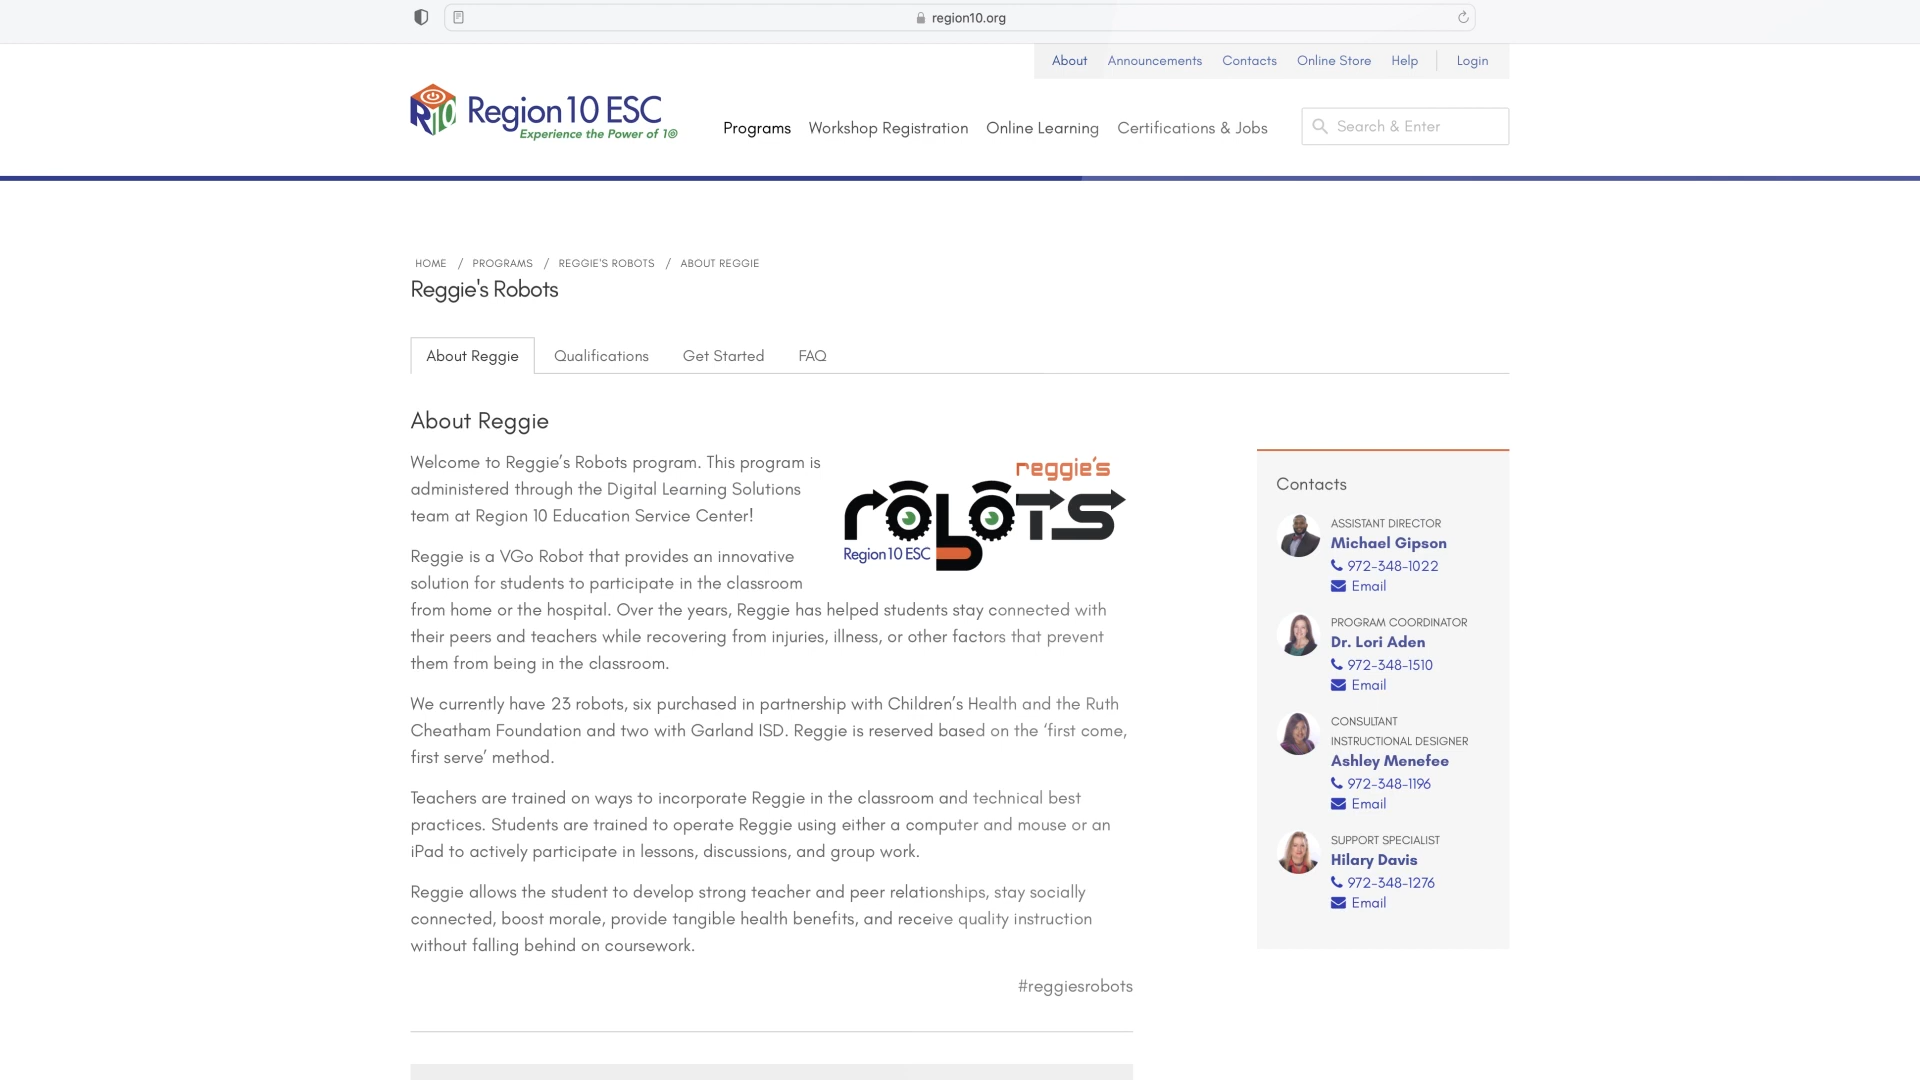 region10.org
About Announcements Contacts Online Store Help Login
R10 Region 10 ESC
Experience the Power of 10
Programs Workshop Registration Online Learning Certifications & Jobs Search & Enter
HOME / PROGRAMS / REGGIE'S ROBOTS / ABOUT REGGIE
Reggie's Robots
About Reggie Qualifications Get Started FAQ
About Reggie
Welcome to Reggie’s Robots program. This program is
administered through the Digital Learning Solutions
team at Region 10 Education Service Center!
reggie's
robots
Region 10 ESC
Reggie is a VGo Robot that provides an innovative
solution for students to participate in the classroom
from home or the hospital. Over the years, Reggie has helped students stay connected with
their peers and teachers while recovering from injuries, illness, or other factors that prevent
them from being in the classroom.
We currently have 23 robots, six purchased in partnership with Children’s Health and the Ruth
Cheatham Foundation and two with Garland ISD. Reggie is reserved based on the ‘first come,
first serve’ method.
Teachers are trained on ways to incorporate Reggie in the classroom and technical best
practices. Students are trained to operate Reggie using either a computer and mouse or an
iPad to actively participate in lessons, discussions, and group work.
Reggie allows the student to develop strong teacher and peer relationships, stay socially
connected, boost morale, provide tangible health benefits, and receive quality instruction
without falling behind on coursework.
#reggiesrobots
Contacts
ASSISTANT DIRECTOR
Michael Gipson
972-348-1022
Email
PROGRAM COORDINATOR
Dr. Lori Aden
972-348-1510
Email
CONSULTANT
INSTRUCTIONAL DESIGNER
Ashley Menefee
972-348-1196
Email
SUPPORT SPECIALIST
Hilary Davis
972-348-1276
Email